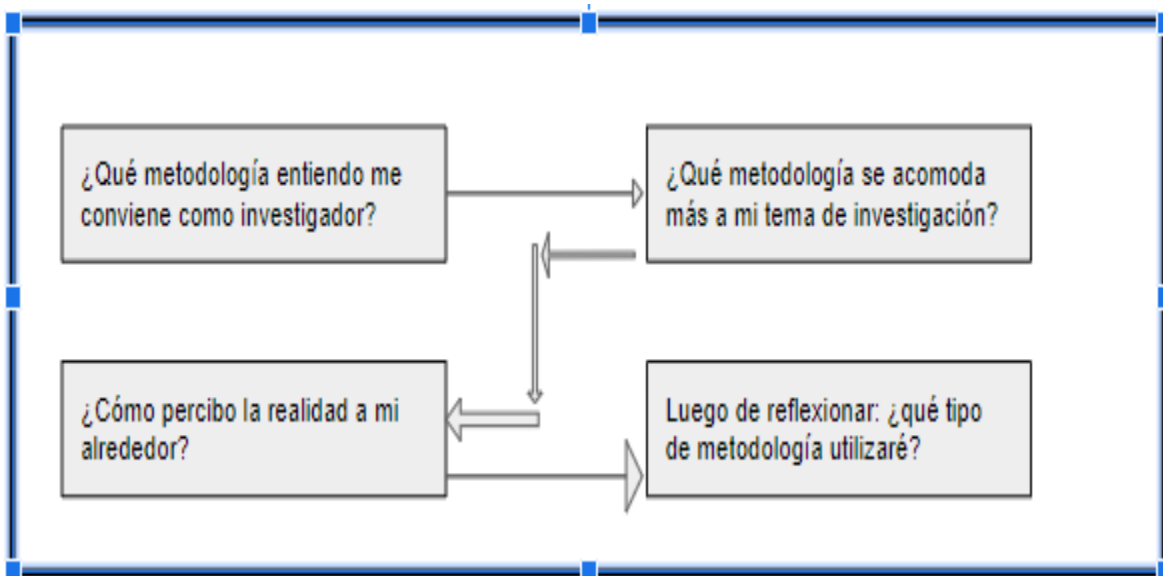 ¿Qué metodología entiendo me
conviene como investigador?
¿Qué metodología se acomoda
más a mi tema de investigación?
¿Cómo percibo la realidad a mi
alrededor?
Luego de reflexionar: ¿qué tipo
de metodología utilizaré?